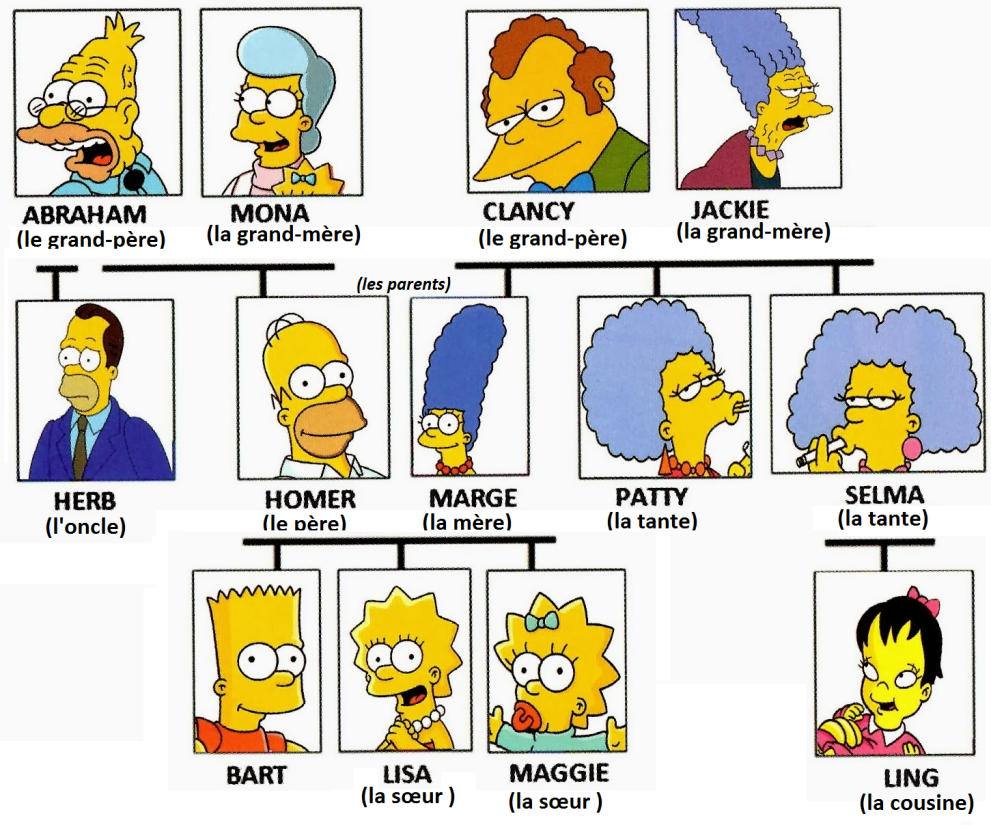 ABRAHAM
(le grand-père)
MONA
(la grand-mère)
CLANCY
(le grand-père)
JACKIE
(la grand-mère)
(les parents)
HERB
(l'oncle)
HOMER
(le père)
MARGE
(la mère)
PATTY
(la tante)
SELMA
(la tante)
BART
LISA
(la sœur )
MAGGIE
(la sœur )
LING
(la cousine)